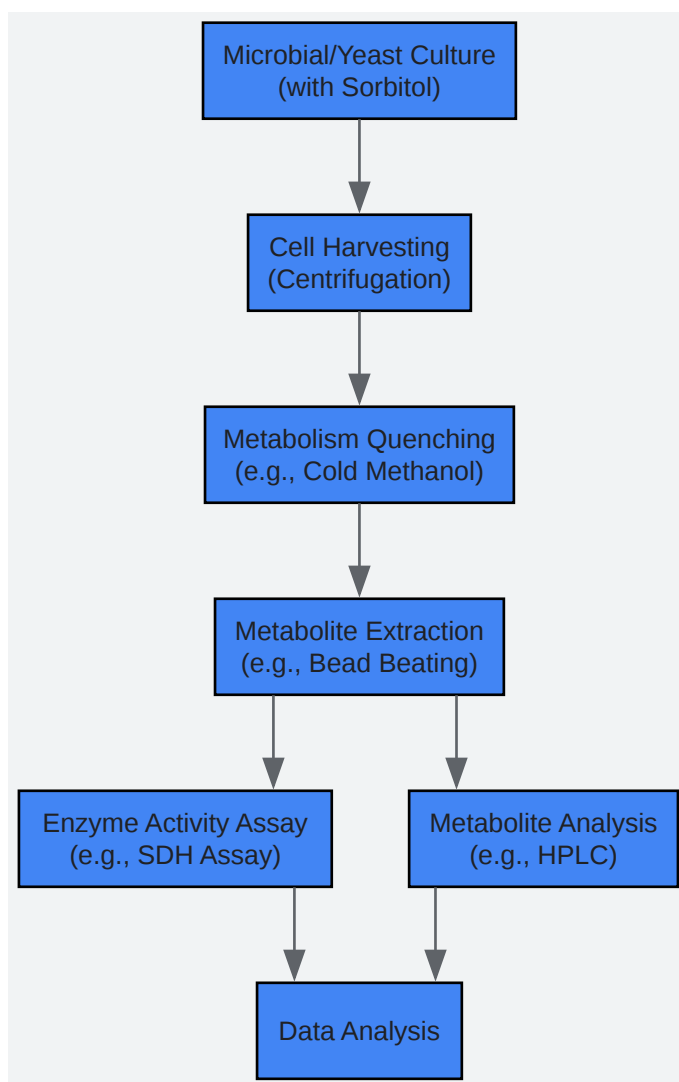 Microbial/Yeast Culture
(with Sorbitol)
Cell Harvesting
(Centrifugation)
Metabolism Quenching
(e.g., Cold Methanol)
Metabolite Extraction
(e.g., Bead Beating)
Enzyme Activity Assay
(e.g., SDH Assay)
Metabolite Analysis
(e.g., HPLC)
Data Analysis